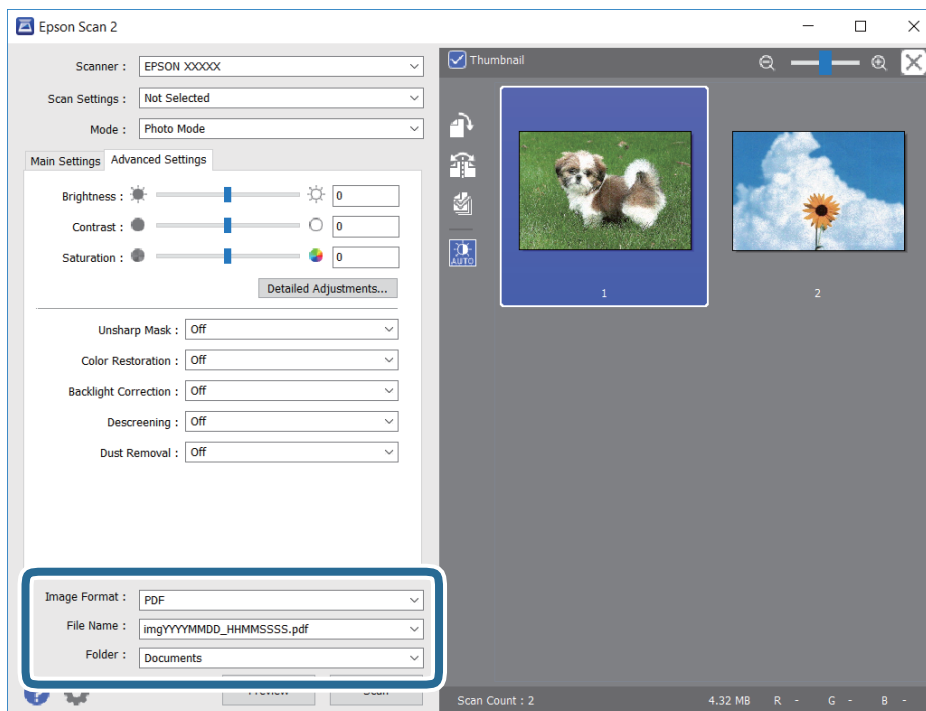 Epson Scan 2
Scanner : EPSON XXXXX
Scan Settings : Not Selected
Mode : Photo Mode
Main Settings Advanced Settings
Brightness : 0
Contrast : 0
Saturation : 0
Detailed Adjustments...
Unsharp Mask : Off
Color Restoration : Off
Backlight Correction : Off
Descreening : Off
Dust Removal : Off
Image Format : PDF
File Name : imgYYYYMMDD_HHMMSSSS.pdf
Folder : Documents
? Preview Scan
Thumbnail
AUTO
1 2
Scan Count : 2 4.32 MB R - G - B -